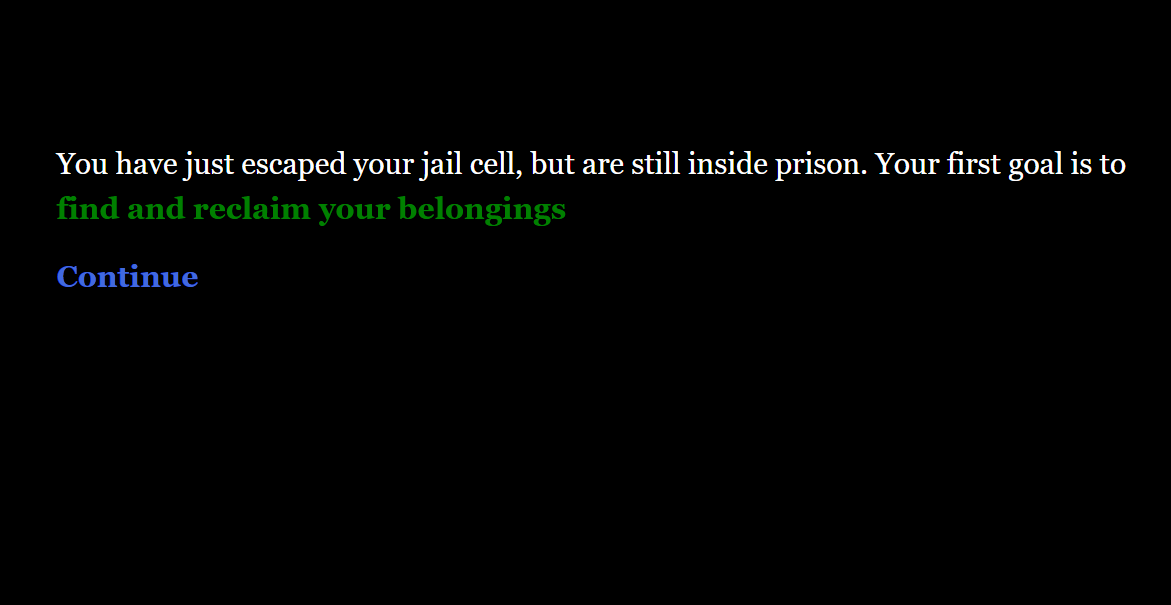 You have just escaped your jail cell, but are still inside prison. Your first goal is to
find and reclaim your belongings
Continue